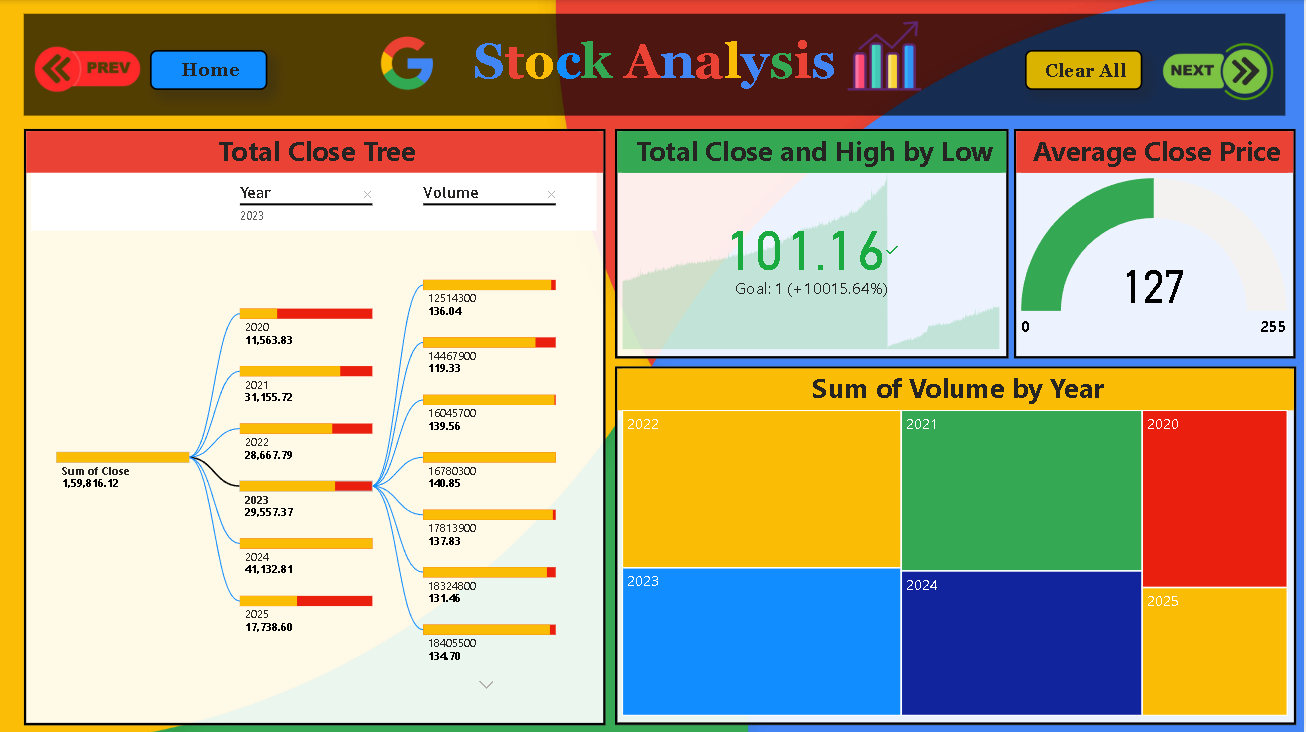 PREV
Home
G
Stock Analysis
Clear All
NEXT
Total Close Tree
Year
2023
Volume
Sum of Close
1,59,816.12
2020
11,563.83
2021
31,155.72
2022
28,667.79
2023
29,557.37
2024
41,132.81
2025
17,738.60
12514300
136.04
14467900
119.33
16045700
139.56
16780300
140.85
17813900
137.83
18324800
131.46
18405500
134.70
Total Close and High by Low
101.16
Goal: 1 (+10015.64%)
Average Close Price
127
0
255
Sum of Volume by Year
2022
2021
2020
2023
2024
2025